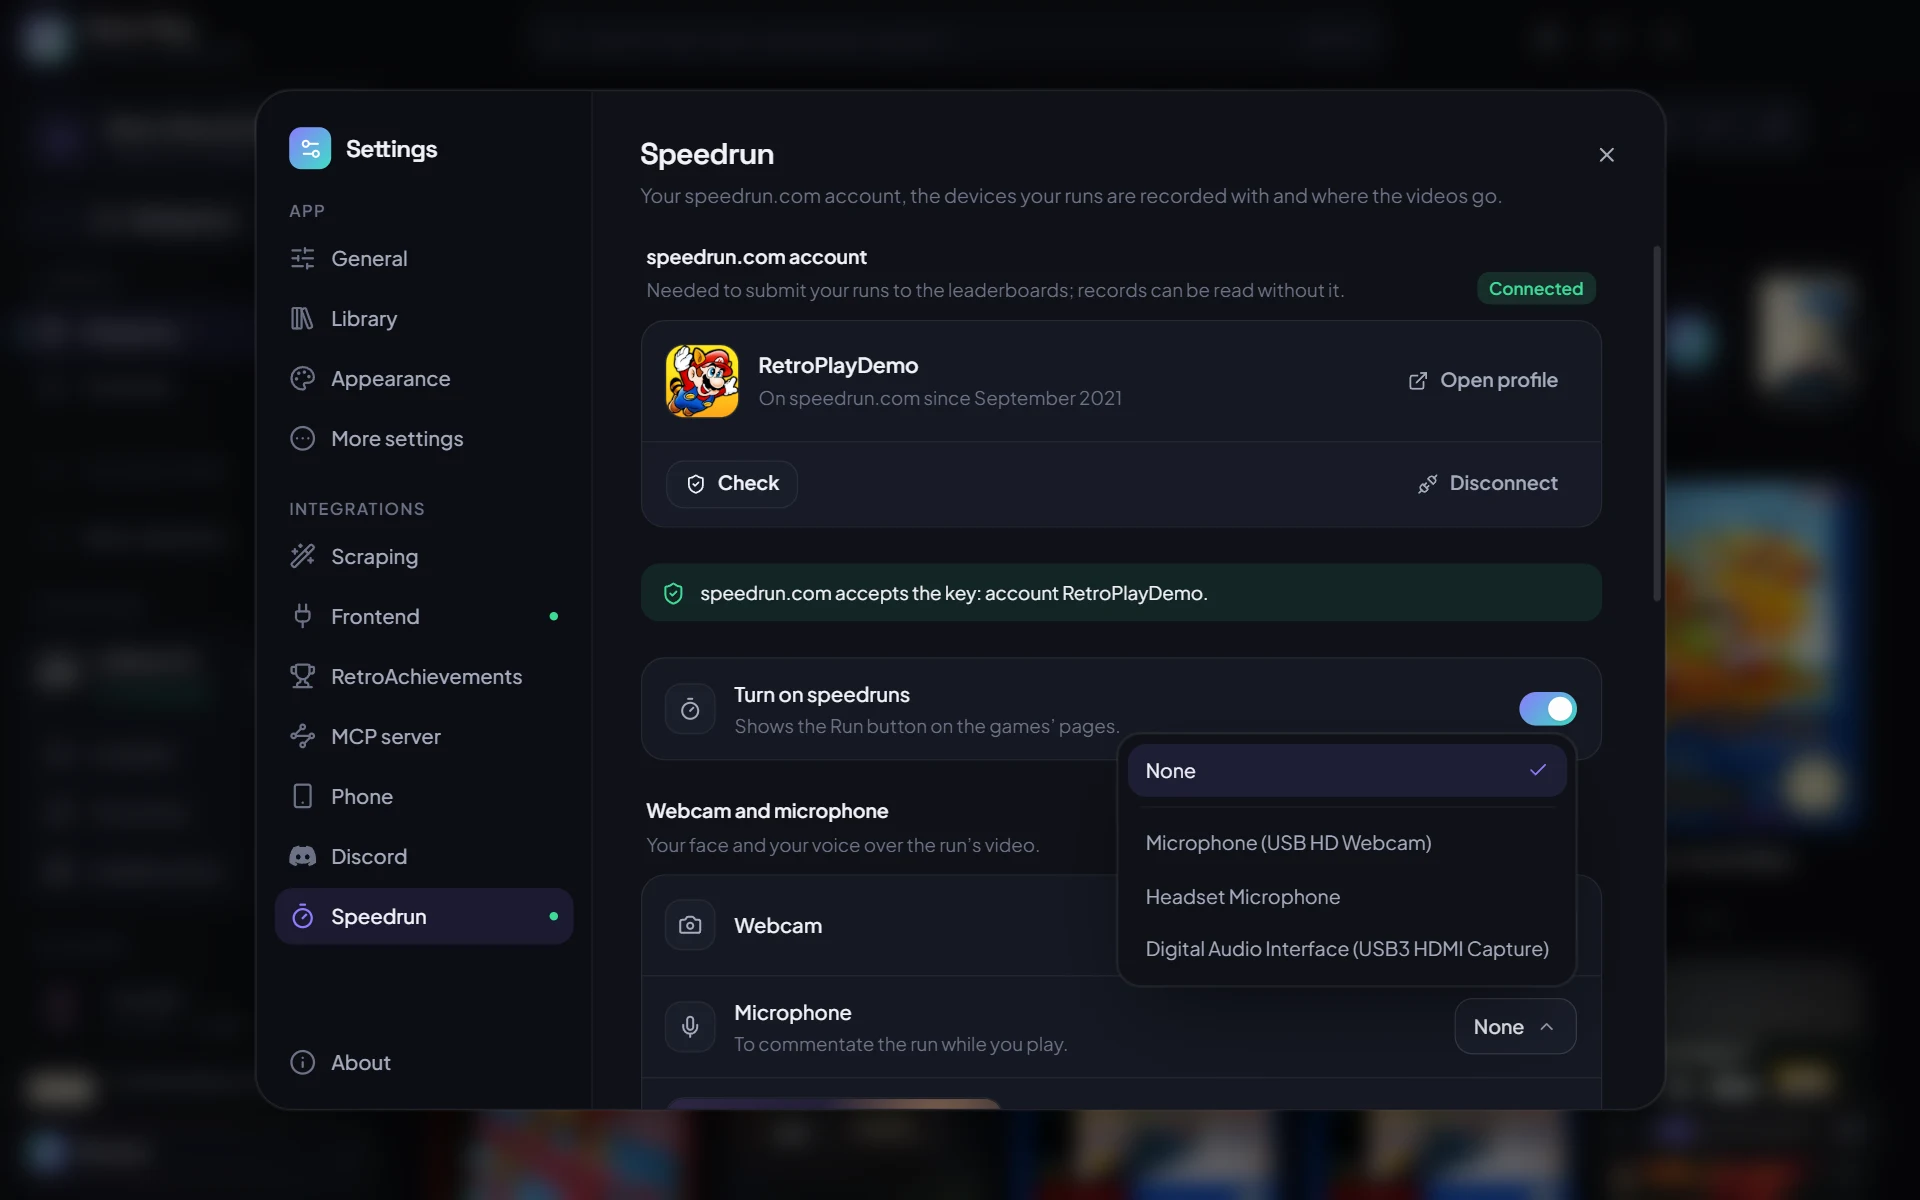 Settings
APP
General
Library
Appearance
More settings
INTEGRATIONS
Scraping
Frontend
RetroAchievements
MCP server
Phone
Discord
Speedrun
About
Speedrun
Your speedrun.com account, the devices your runs are recorded with and where the videos go.
speedrun.com account
Needed to submit your runs to the leaderboards; records can be read without it.
Connected
RetroPlayDemo
On speedrun.com since September 2021
Open profile
Check
Disconnect
speedrun.com accepts the key: account RetroPlayDemo.
Turn on speedruns
Shows the Run button on the games’ pages.
Webcam and microphone
Your face and your voice over the run’s video.
Webcam
None
Microphone (USB HD Webcam)
Headset Microphone
Digital Audio Interface (USB3 HDMI Capture)
Microphone
To commentate the run while you play.
None